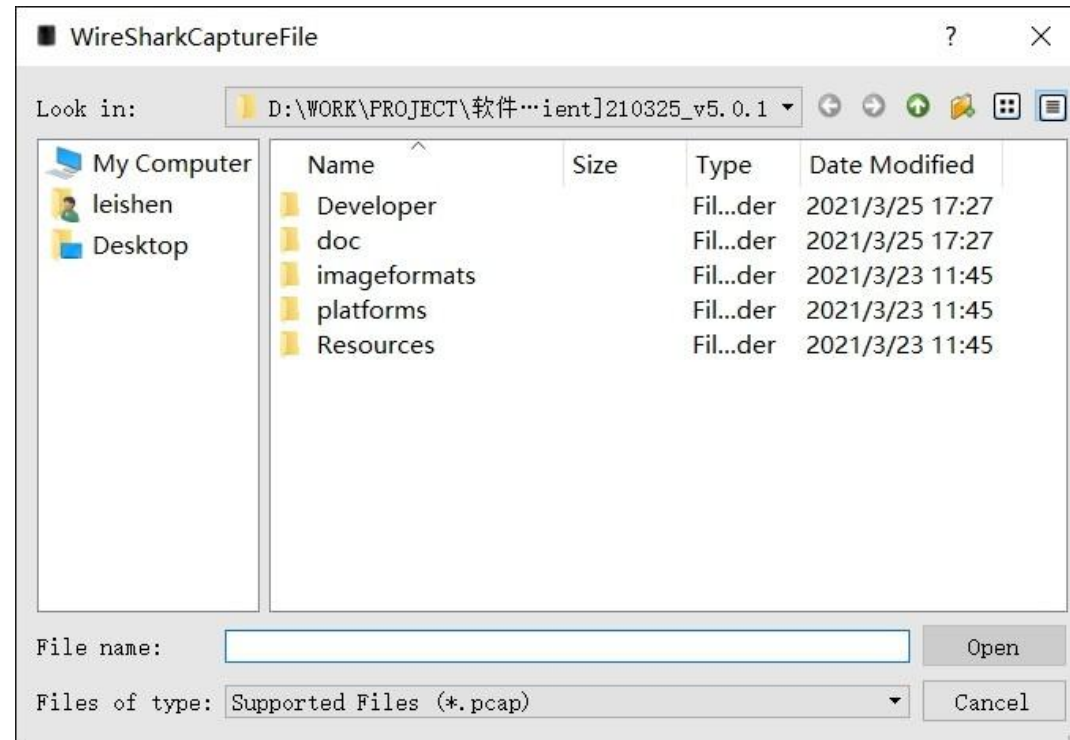 WireSharkCaptureFile ?
Look in: D:\WORK\PROJECT\软件…ient]210325_v5.0.1
My Computer
leishen
Desktop
Name Size Type Date Modified
Developer Fil...der 2021/3/25 17:27
doc Fil...der 2021/3/25 17:27
imageformats Fil...der 2021/3/23 11:45
platforms Fil...der 2021/3/23 11:45
Resources Fil...der 2021/3/23 11:45
File name: Open
Files of type: Supported Files (*.pcap) Cancel